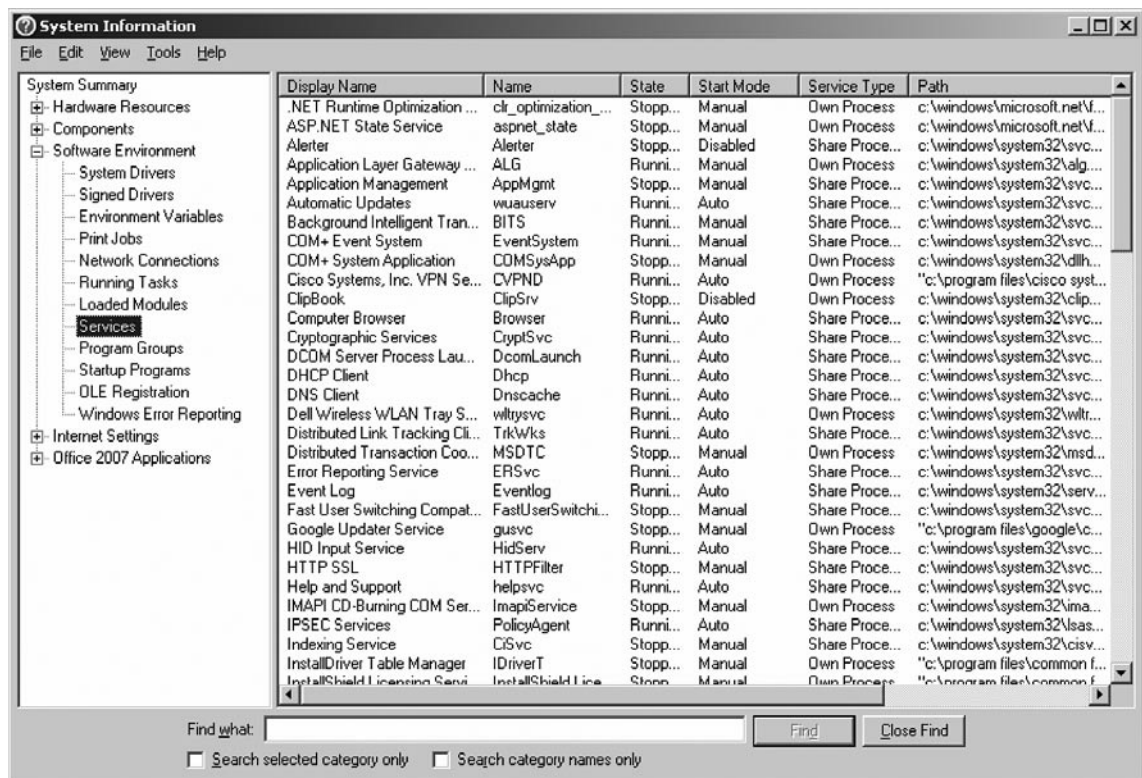 System Information
File Edit View Tools Help
System Summary
Hardware Resources
Components
Software Environment
System Drivers
Signed Drivers
Environment Variables
Print Jobs
Network Connections
Running Tasks
Loaded Modules
Services
Program Groups
Startup Programs
OLE Registration
Windows Error Reporting
Internet Settings
Office 2007 Applications
Display Name Name State Start Mode Service Type Path
.NET Runtime Optimization ... clr_optimization_... Stopp... Manual Own Process c:\windows\microsoft.net\f...
ASP.NET State Service aspnet_state Stopp... Manual Own Process c:\windows\microsoft.net\f...
Alerter Alerter Stopp... Disabled Share Proce... c:\windows\system32\svc...
Application Layer Gateway ... ALG Runni... Manual Own Process c:\windows\system32\alg....
Application Management AppMgmt Stopp... Manual Share Proce... c:\windows\system32\svc...
Automatic Updates wuauserv Runni... Auto Share Proce... c:\windows\system32\svc...
Background Intelligent Tran... BITS Runni... Manual Share Proce... c:\windows\system32\svc...
COM+ Event System EventSystem Runni... Manual Share Proce... c:\windows\system32\svc...
COM+ System Application COMSysApp Stopp... Manual Own Process c:\windows\system32\dllh...
Cisco Systems, Inc. VPN Se... CVPND Runni... Auto Own Process "c:\program files\cisco syst...
ClipBook ClipSrv Stopp... Disabled Own Process c:\windows\system32\clip...
Computer Browser Browser Runni... Auto Share Proce... c:\windows\system32\svc...
Cryptographic Services CryptSvc Runni... Auto Share Proce... c:\windows\system32\svc...
DCOM Server Process Lau... DcomLaunch Runni... Auto Share Proce... c:\windows\system32\svc...
DHCP Client Dhcp Runni... Auto Share Proce... c:\windows\system32\svc...
DNS Client Dnscache Runni... Auto Share Proce... c:\windows\system32\svc...
Dell Wireless WLAN Tray S... wltrysvc Runni... Auto Own Process c:\windows\system32\wltr...
Distributed Link Tracking Cli... TrkWks Runni... Auto Share Proce... c:\windows\system32\svc...
Distributed Transaction Coo... MSDTC Stopp... Manual Own Process c:\windows\system32\msd...
Error Reporting Service ERSvc Runni... Auto Share Proce... c:\windows\system32\svc...
Event Log Eventlog Runni... Auto Share Proce... c:\windows\system32\serv...
Fast User Switching Compat... FastUserSwitchi... Stopp... Manual Share Proce... c:\windows\system32\svc...
Google Updater Service gusvc Stopp... Manual Own Process "c:\program files\google\c...
HID Input Service HidServ Runni... Auto Share Proce... c:\windows\system32\svc...
HTTP SSL HTTPFilter Stopp... Manual Share Proce... c:\windows\system32\svc...
Help and Support helpsvc Runni... Auto Share Proce... c:\windows\system32\svc...
IMAPI CD-Burning COM Ser... ImapiService Stopp... Manual Own Process c:\windows\system32\ima...
IPSEC Services PolicyAgent Runni... Auto Share Proce... c:\windows\system32\lsas...
Indexing Service CiSvc Stopp... Manual Share Proce... c:\windows\system32\cisv...
InstallDriver Table Manager IDriverT Stopp... Manual Own Process "c:\program files\common f...
InstallShield Licensing Servi... InstallShield Lice... Stopp... Manual Own Process "c:\program files\common f...
Find what: Find Close Find
Search selected category only Search category names only